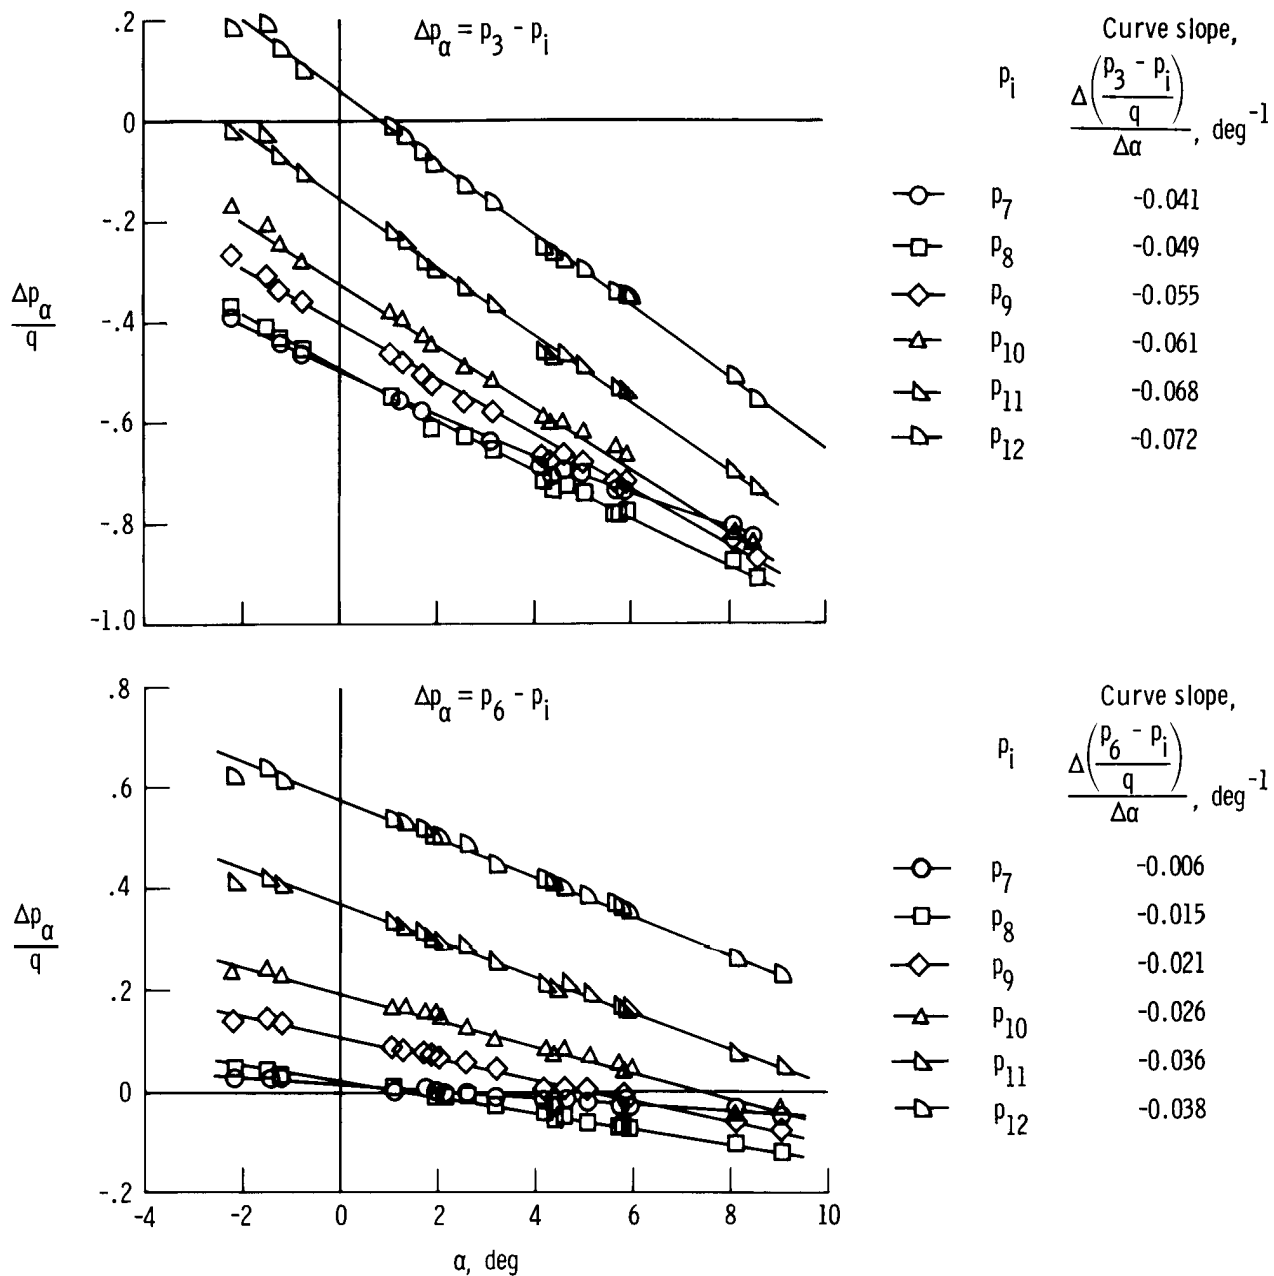 Δp_α = p_3 - p_i
.2
0
-.2
-.4
-.6
-.8
-1.0
Δp_α
q
p_i
Curve slope,
Δ(p_3 - p_i / q) / Δα, deg^-1
p_7 -0.041
p_8 -0.049
p_9 -0.055
p_10 -0.061
p_11 -0.068
p_12 -0.072
Δp_α = p_6 - p_i
.8
.6
.4
.2
0
-.2
Δp_α
q
-4 -2 0 2 4 6 8 10
α, deg
p_i
Curve slope,
Δ(p_6 - p_i / q) / Δα, deg^-1
p_7 -0.006
p_8 -0.015
p_9 -0.021
p_10 -0.026
p_11 -0.036
p_12 -0.038